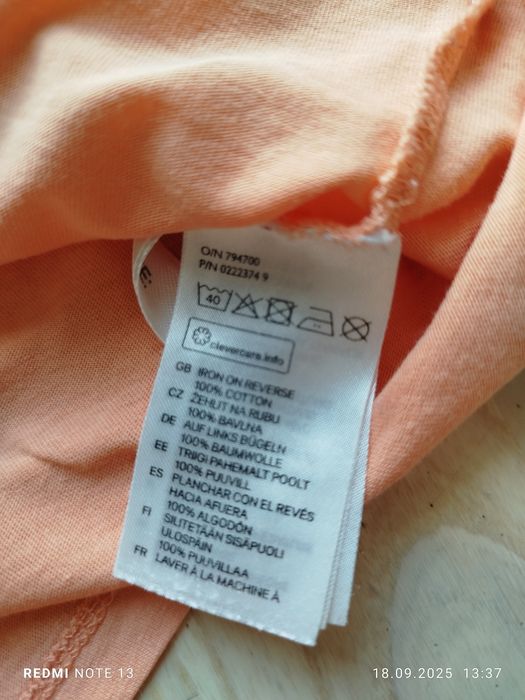 O/N 794700
P/N 0222374 9
40
clevercare.info
GB IRON ON REVERSE
100% COTTON
CZ ŽEHLIT NA RUBU
100% BAVLNA
DE AUF LINKS BÜGELN
100% BAUMWOLLE
EE TRIIGI PAHEMALT POOLT
100% PUUVILL
ES PLANCHAR CON EL REVÉS
HACIA AFUERA
100% ALGODÓN
FI SILITETÄÄN SISÄPUOLI
ULOSPÄIN
100% PUUVILLAA
FR LAVER À LA MACHINE À
E:
REDMI NOTE 13
18.09.2025 13:37